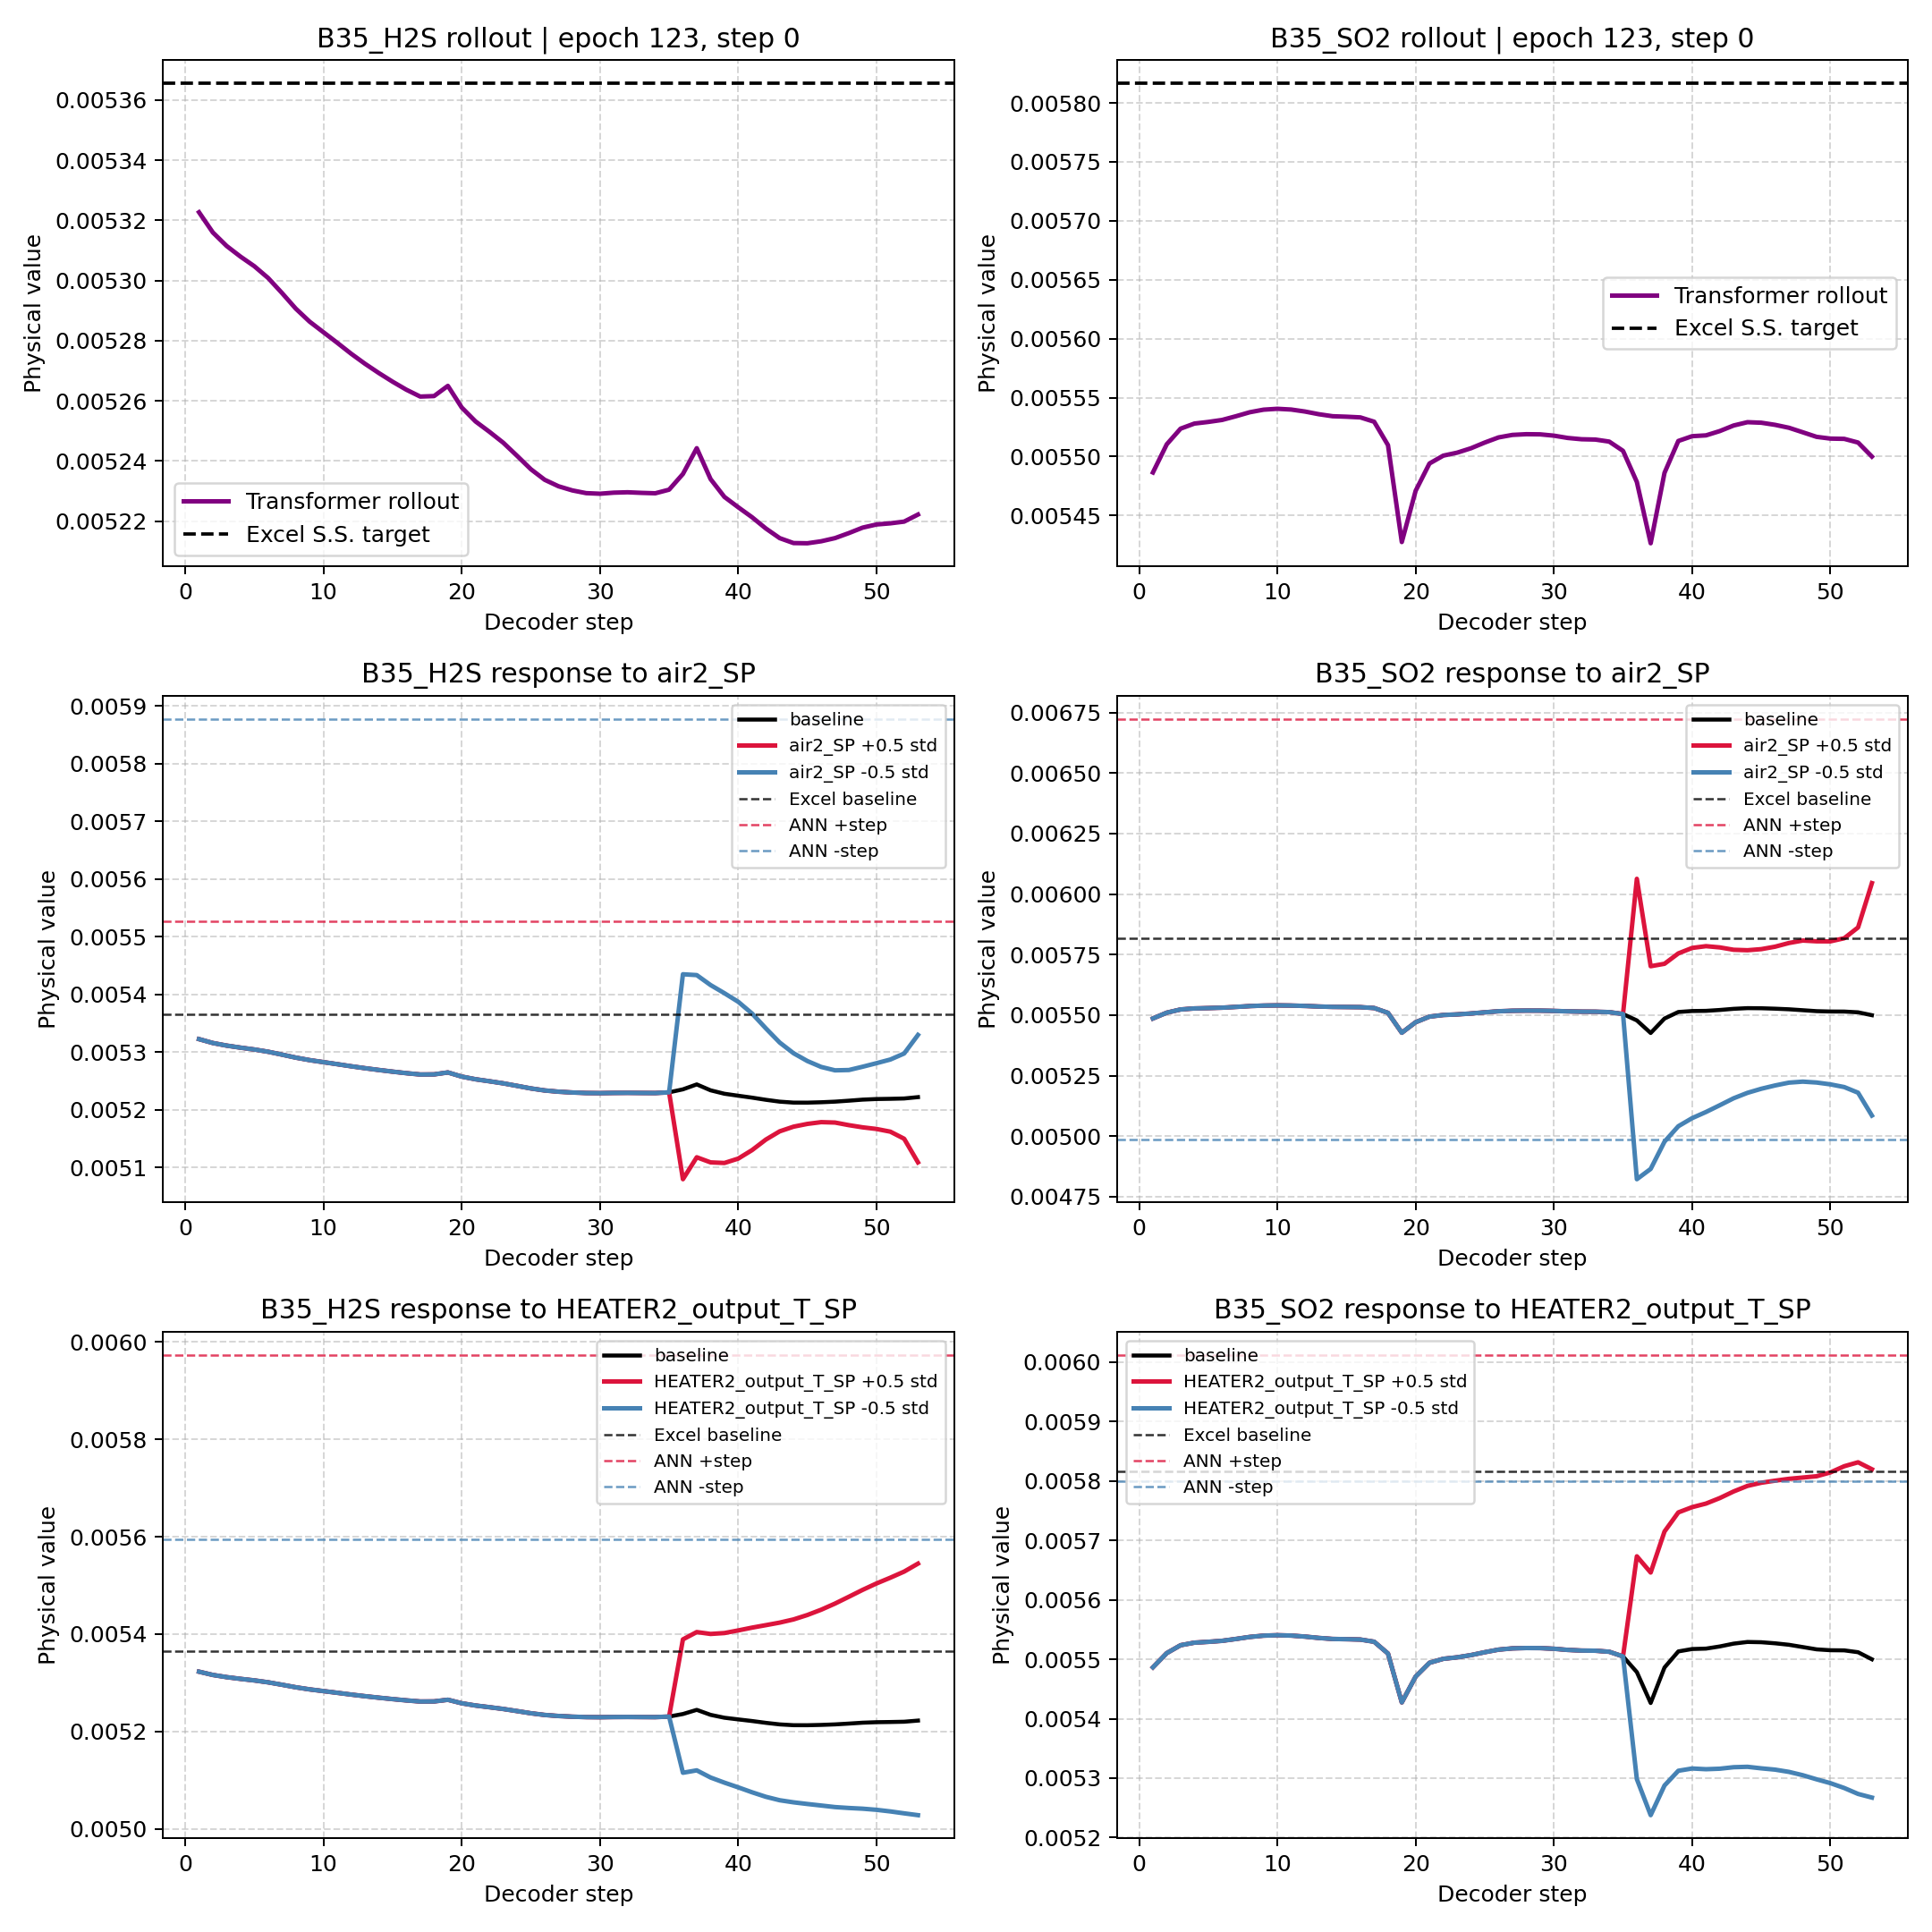 B35_H2S rollout | epoch 123, step 0
Physical value
0.00536
0.00534
0.00532
0.00530
0.00528
0.00526
0.00524
0.00522
Transformer rollout
Excel S.S. target
0 10 20 30 40 50
Decoder step
B35_SO2 rollout | epoch 123, step 0
Physical value
0.00580
0.00575
0.00570
0.00565
0.00560
0.00555
0.00550
0.00545
Transformer rollout
Excel S.S. target
0 10 20 30 40 50
Decoder step
B35_H2S response to air2_SP
Physical value
0.0059
0.0058
0.0057
0.0056
0.0055
0.0054
0.0053
0.0052
0.0051
baseline
air2_SP +0.5 std
air2_SP -0.5 std
Excel baseline
ANN +step
ANN -step
0 10 20 30 40 50
Decoder step
B35_SO2 response to air2_SP
Physical value
0.00675
0.00650
0.00625
0.00600
0.00575
0.00550
0.00525
0.00500
0.00475
baseline
air2_SP +0.5 std
air2_SP -0.5 std
Excel baseline
ANN +step
ANN -step
0 10 20 30 40 50
Decoder step
B35_H2S response to HEATER2_output_T_SP
Physical value
0.0060
0.0058
0.0056
0.0054
0.0052
0.0050
baseline
HEATER2_output_T_SP +0.5 std
HEATER2_output_T_SP -0.5 std
Excel baseline
ANN +step
ANN -step
0 10 20 30 40 50
Decoder step
B35_SO2 response to HEATER2_output_T_SP
Physical value
0.0060
0.0059
0.0058
0.0057
0.0056
0.0055
0.0054
0.0053
0.0052
baseline
HEATER2_output_T_SP +0.5 std
HEATER2_output_T_SP -0.5 std
Excel baseline
ANN +step
ANN -step
0 10 20 30 40 50
Decoder step